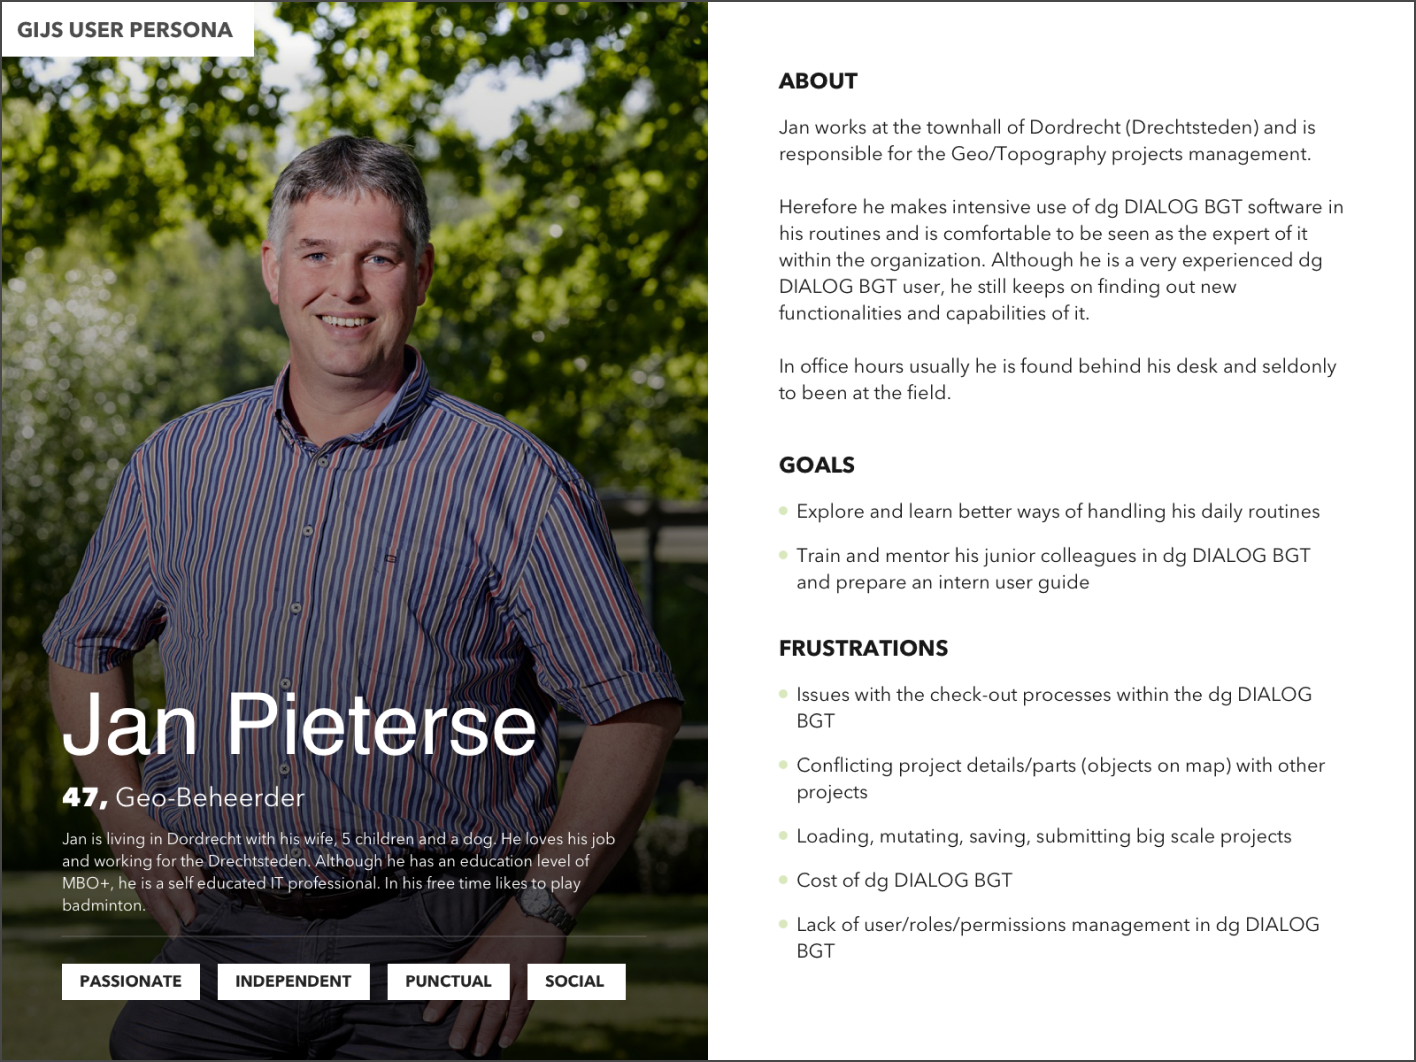 GIJS USER PERSONA
Jan Pieterse
47, Geo-Beheerder
Jan is living in Dordrecht with his wife, 5 children and a dog. He loves his job
and working for the Drechtsteden. Although he has an education level of
MBO+, he is a self educated IT professional. In his free time likes to play
badminton.
PASSIONATE
INDEPENDENT
PUNCTUAL
SOCIAL
ABOUT
Jan works at the townhall of Dordrecht (Drechtsteden) and is
responsible for the Geo/Topography projects management.
Herefore he makes intensive use of dg DIALOG BGT software in
his routines and is comfortable to be seen as the expert of it
within the organization. Although he is a very experienced dg
DIALOG BGT user, he still keeps on finding out new
functionalities and capabilities of it.
In office hours usually he is found behind his desk and seldonly
to been at the field.
GOALS
Explore and learn better ways of handling his daily routines
Train and mentor his junior colleagues in dg DIALOG BGT
and prepare an intern user guide
FRUSTRATIONS
Issues with the check-out processes within the dg DIALOG
BGT
Conflicting project details/parts (objects on map) with other
projects
Loading, mutating, saving, submitting big scale projects
Cost of dg DIALOG BGT
Lack of user/roles/permissions management in dg DIALOG
BGT